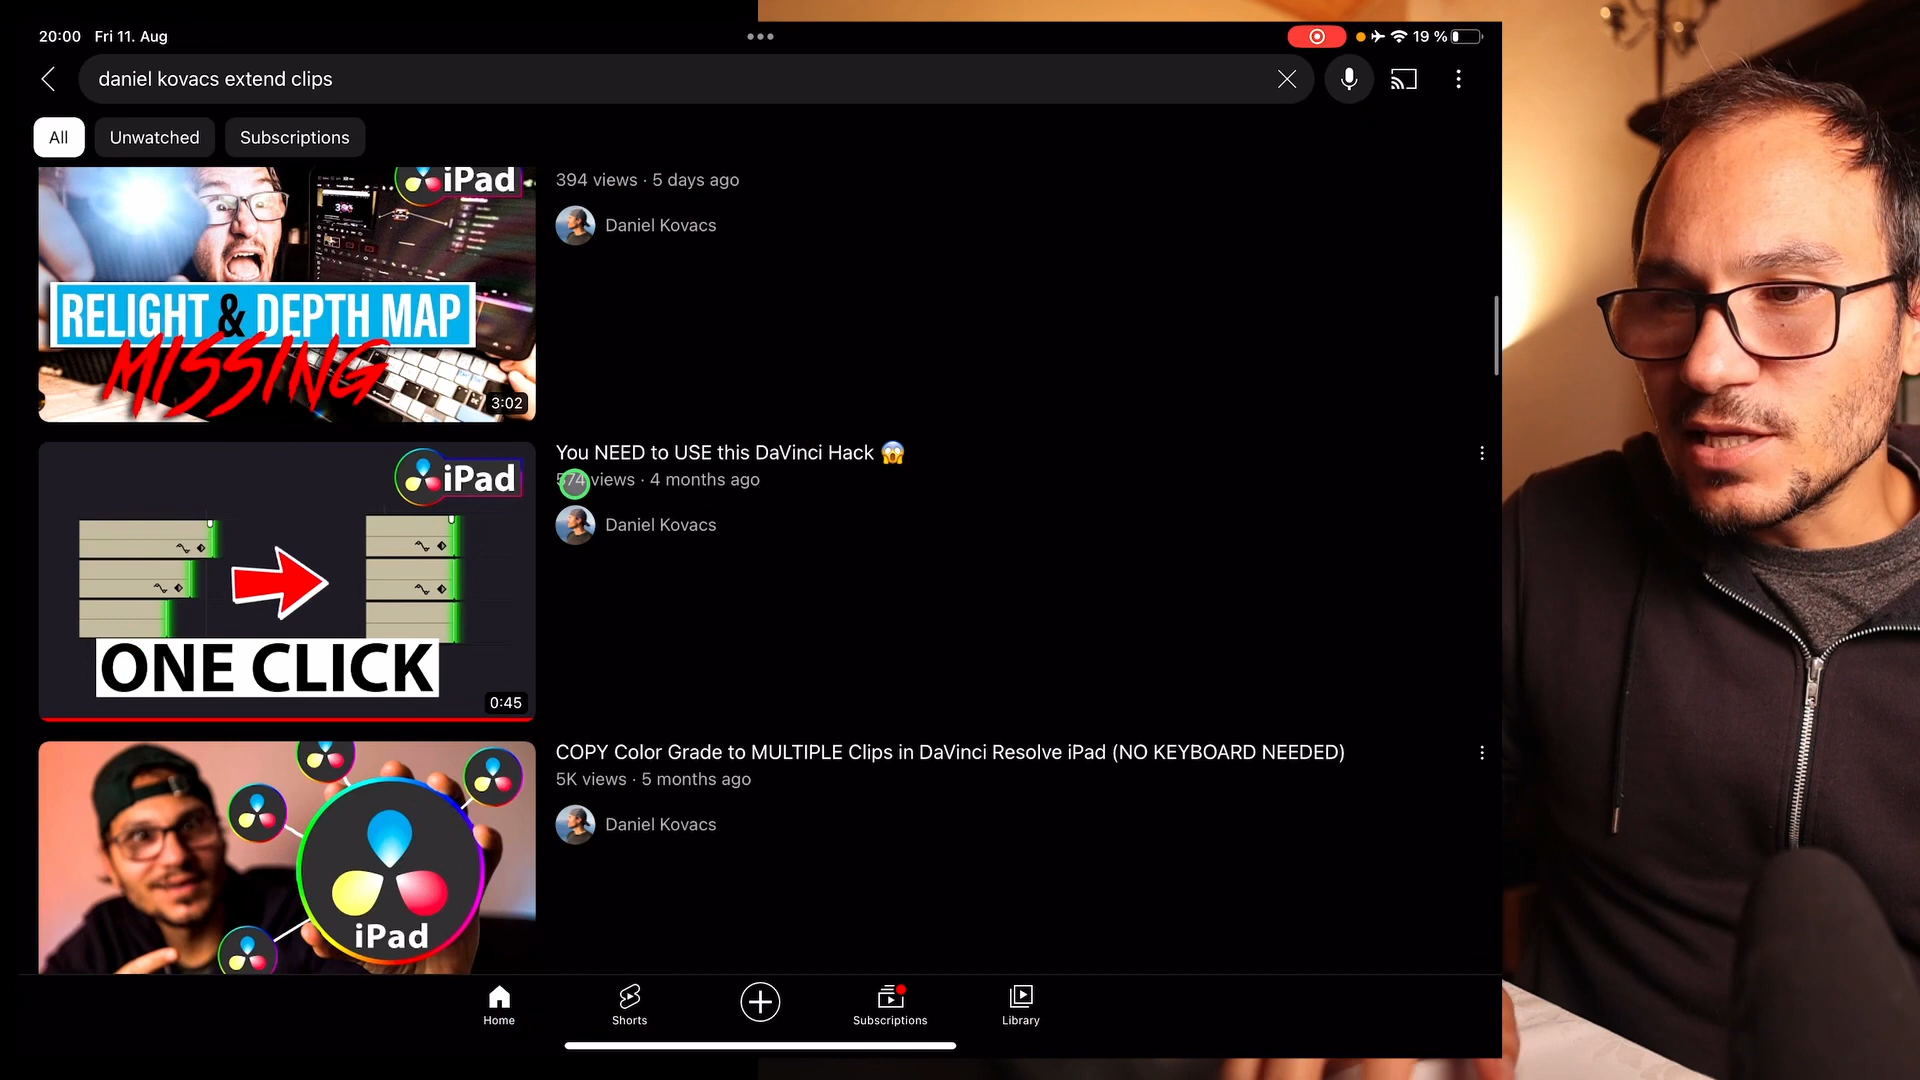 20:00 Fri 11. Aug
19 %
daniel kovacs extend clips
All
Unwatched
Subscriptions
iPad
RELIGHT & DEPTH MAP
MISSING
3:02
394 views · 5 days ago
Daniel Kovacs
iPad
ONE CLICK
0:45
You NEED to USE this DaVinci Hack 😱
574 views · 4 months ago
Daniel Kovacs
iPad
COPY Color Grade to MULTIPLE Clips in DaVinci Resolve iPad (NO KEYBOARD NEEDED)
5K views · 5 months ago
Daniel Kovacs
Home
Shorts
Subscriptions
Library